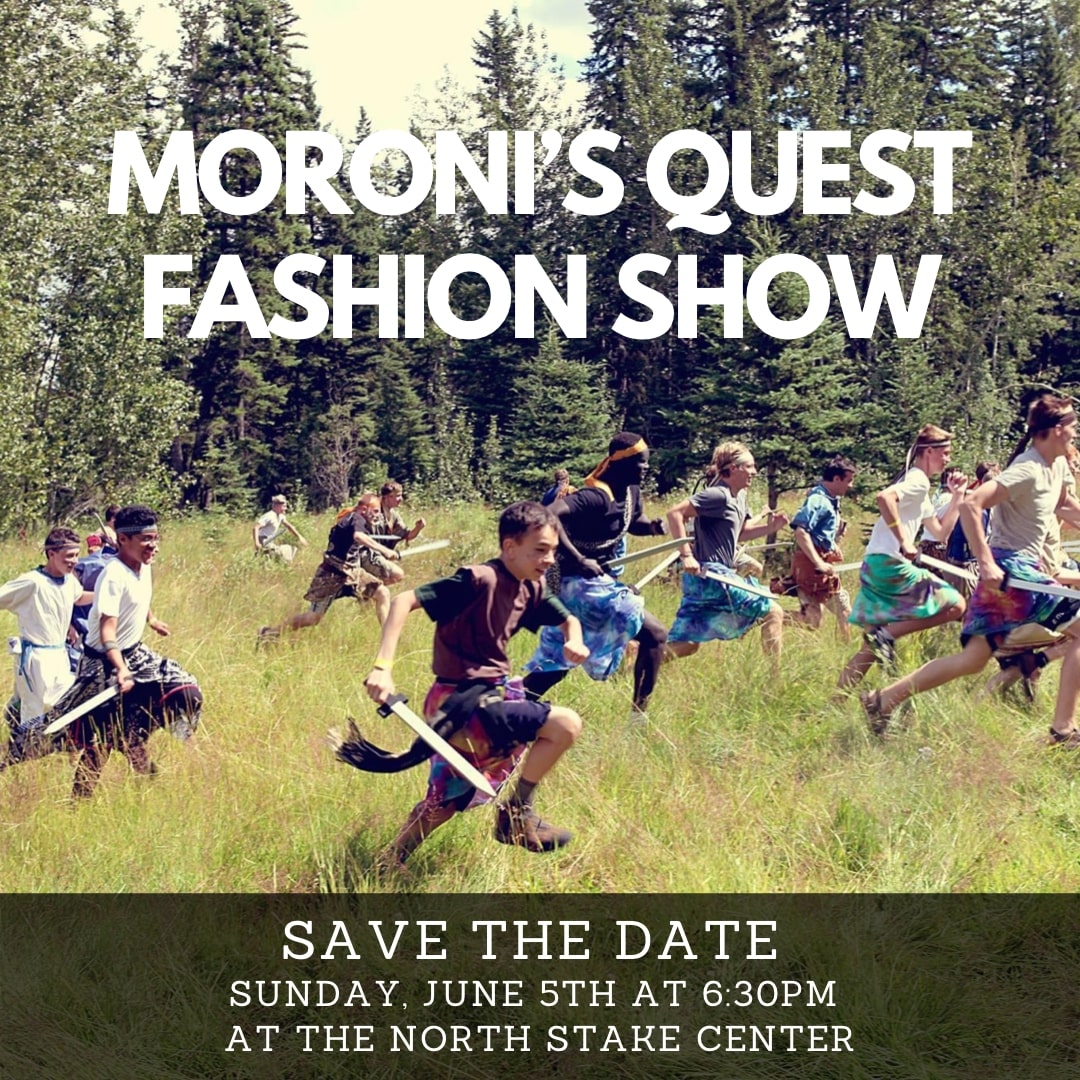 MORONI'S QUEST
FASHION SHOW
SAVE THE DATE
SUNDAY, JUNE 5TH AT 6:30PM
AT THE NORTH STAKE CENTER